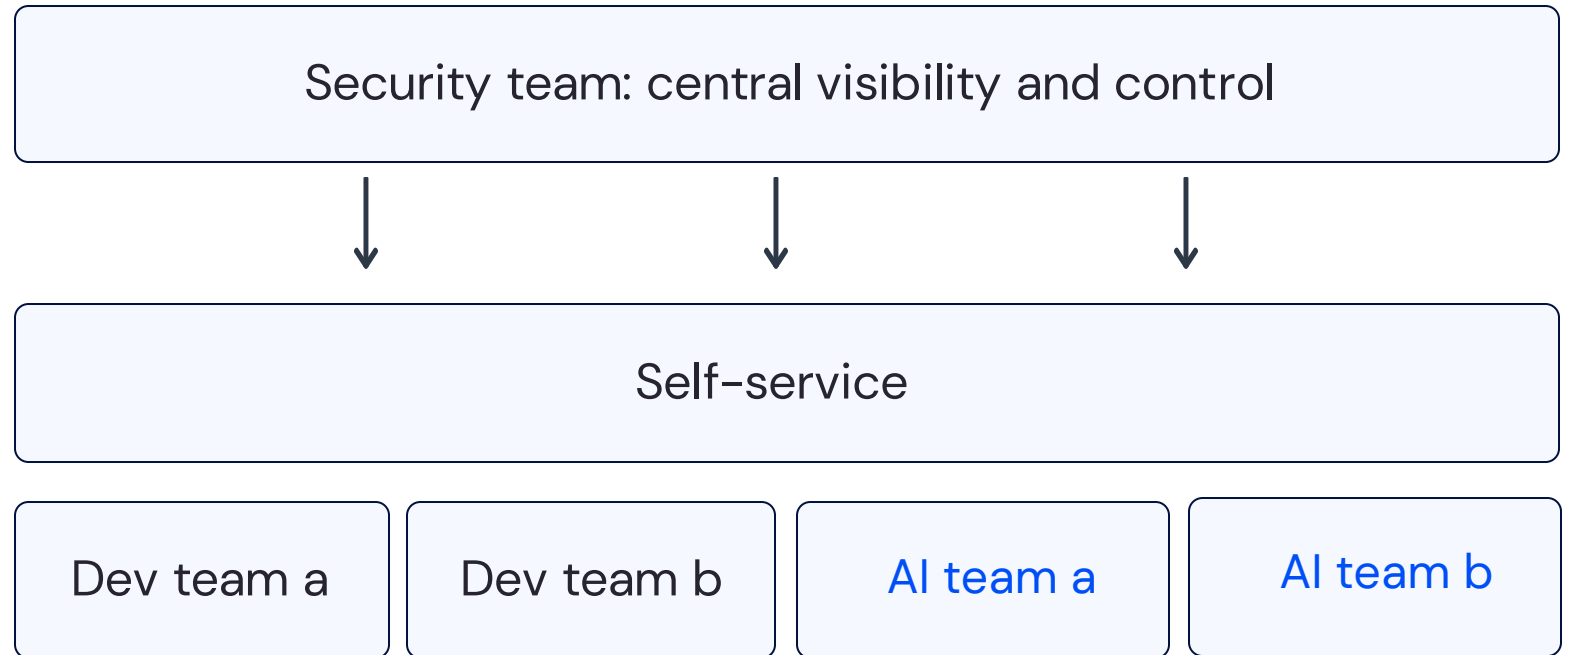 Security team: central visibility and control
Self-service
Dev team a
Dev team b
AI team a
AI team b